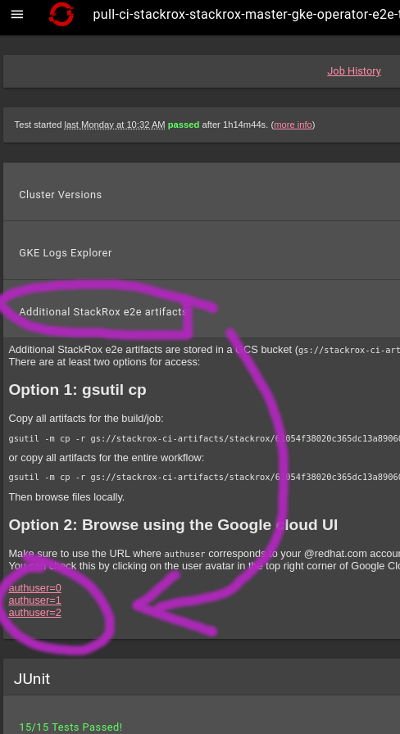 pull-ci-stackrox-stackrox-master-gke-operator-e2e-t
Job History
Test started last Monday at 10:32 AM passed after 1h14m44s. (more info)
Cluster Versions
GKE Logs Explorer
Additional StackRox e2e artifacts
Additional StackRox e2e artifacts are stored in a GCS bucket (gs://stackrox-ci-art
There are at least two options for access:
Option 1: gsutil cp
Copy all artifacts for the build/job:
gsutil -m cp -r gs://stackrox-ci-artifacts/stackrox/
or copy all artifacts for the entire workflow:
gsutil -m cp -r gs://stackrox-ci-artifacts/stackrox/
Then browse files locally.
Option 2: Browse using the Google cloud UI
Make sure to use the URL where authuser corresponds to your @redhat.com accou
You can check this by clicking on the user avatar in the top right corner of Google Clo
authuser=0
authuser=1
authuser=2
JUnit
15/15 Tests Passed!